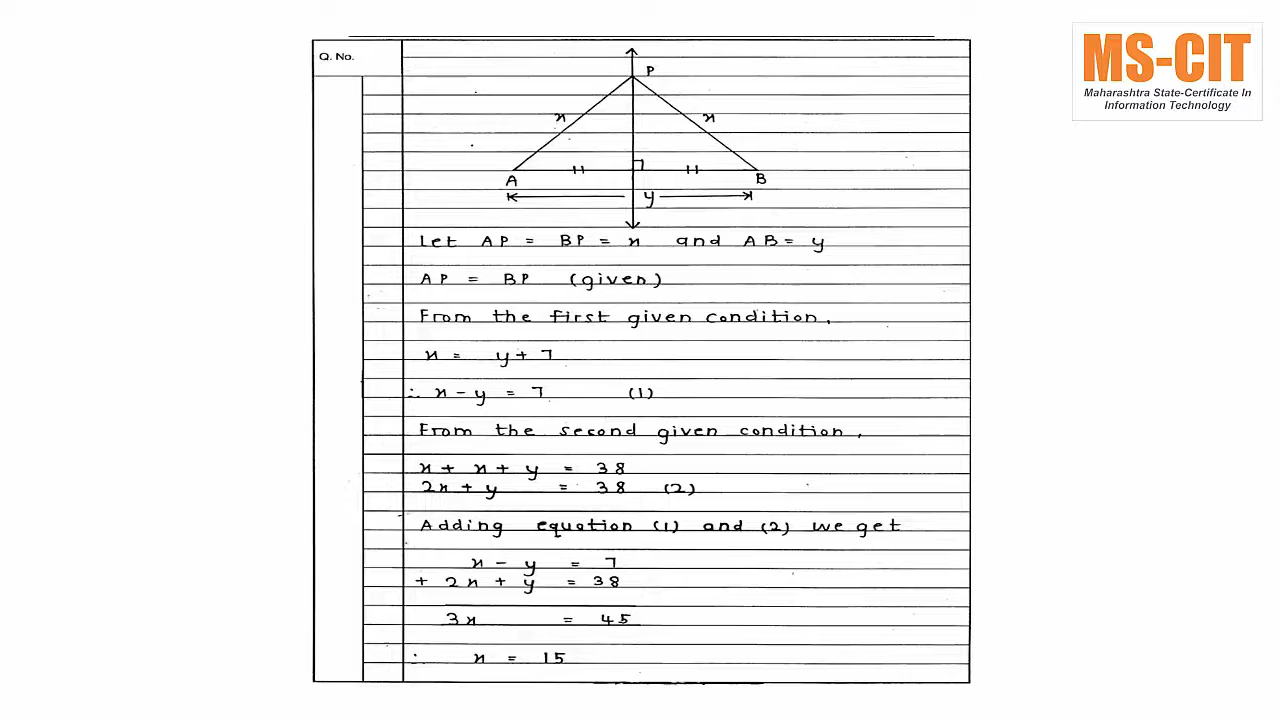 Q. No.
MS-CIT
Maharashtra State-Certificate In
Information Technology
P
x x
A B
y
Let AP = BP = x and AB = y
AP = BP (given)
From the first given condition,
x = y + 7
∴ x - y = 7 (1)
From the second given condition,
x + x + y = 38
2x + y = 38 (2)
Adding equation (1) and (2) we get
x - y = 7
+ 2x + y = 38
3x = 45
∴ x = 15